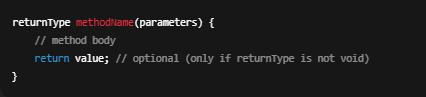 returnType methodName(parameters) {
    // method body
    return value; // optional (only if returnType is not void)
}